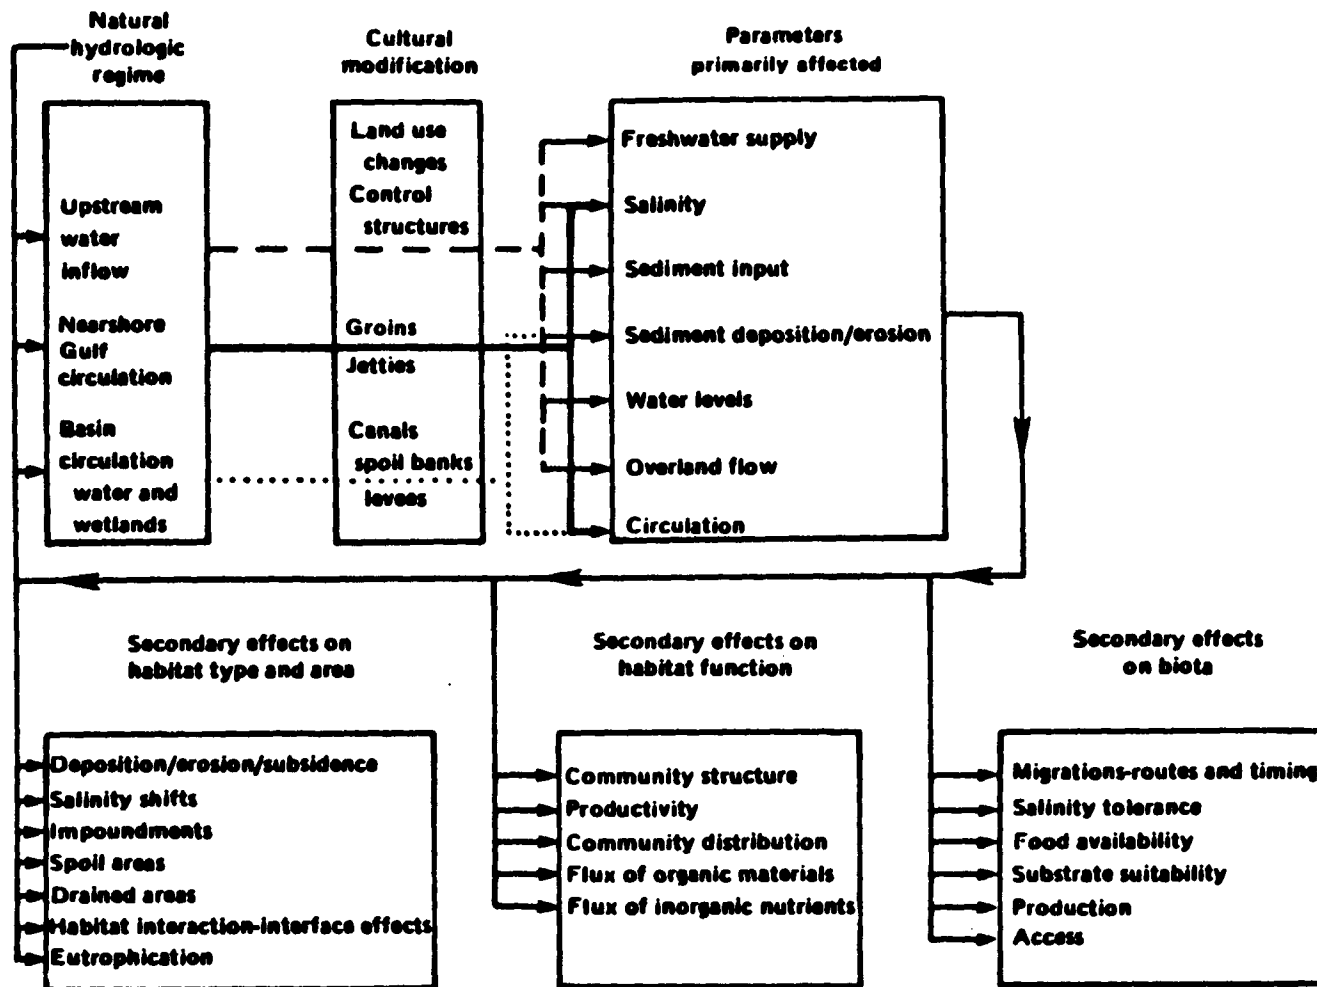 Natural
hydrologic
regime
Cultural
modification
Parameters
primarily affected
Upstream
water
inflow
Nearshore
Gulf
circulation
Basin
circulation
water and
wetlands
Land use
changes
Control
structures
Groins
Jetties
Canals
spoil banks
levees
Freshwater supply
Salinity
Sediment input
Sediment deposition/erosion
Water levels
Overland flow
Circulation
Secondary effects on
habitat type and area
Secondary effects on
habitat function
Secondary effects
on biota
Deposition/erosion/subsidence
Salinity shifts
Impoundments
Spoil areas
Drained areas
Habitat interaction-interface effects
Eutrophication
Community structure
Productivity
Community distribution
Flux of organic materials
Flux of inorganic nutrients
Migrations-routes and timing
Salinity tolerance
Food availability
Substrate suitability
Production
Access